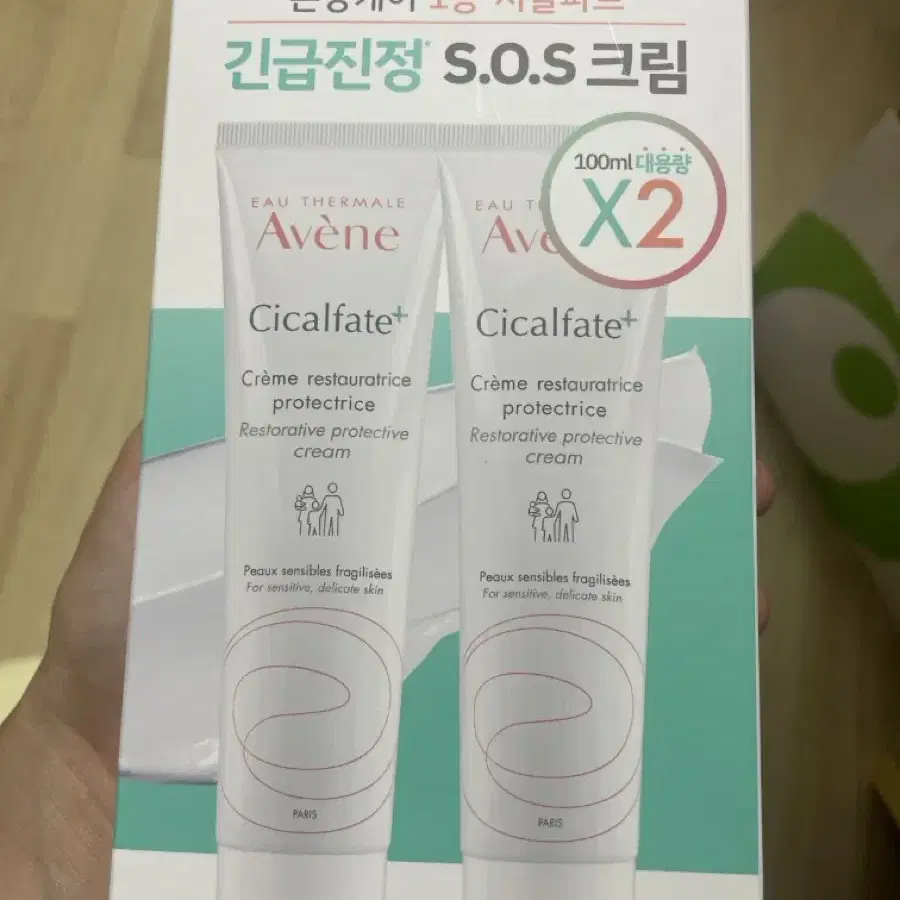 긴급진정* S.O.S 크림
100ml 대용량
X2
EAU THERMALE
Avène
Cicalfate+
Crème restauratrice
protectrice
Restorative protective
cream
Peaux sensibles fragilisées
For sensitive, delicate skin
PARIS
EAU
Cicalfate+
Crème restauratrice
protectrice
Restorative protective
cream
Peaux sensibles fragilisées
For sensitive, delicate skin
PARIS